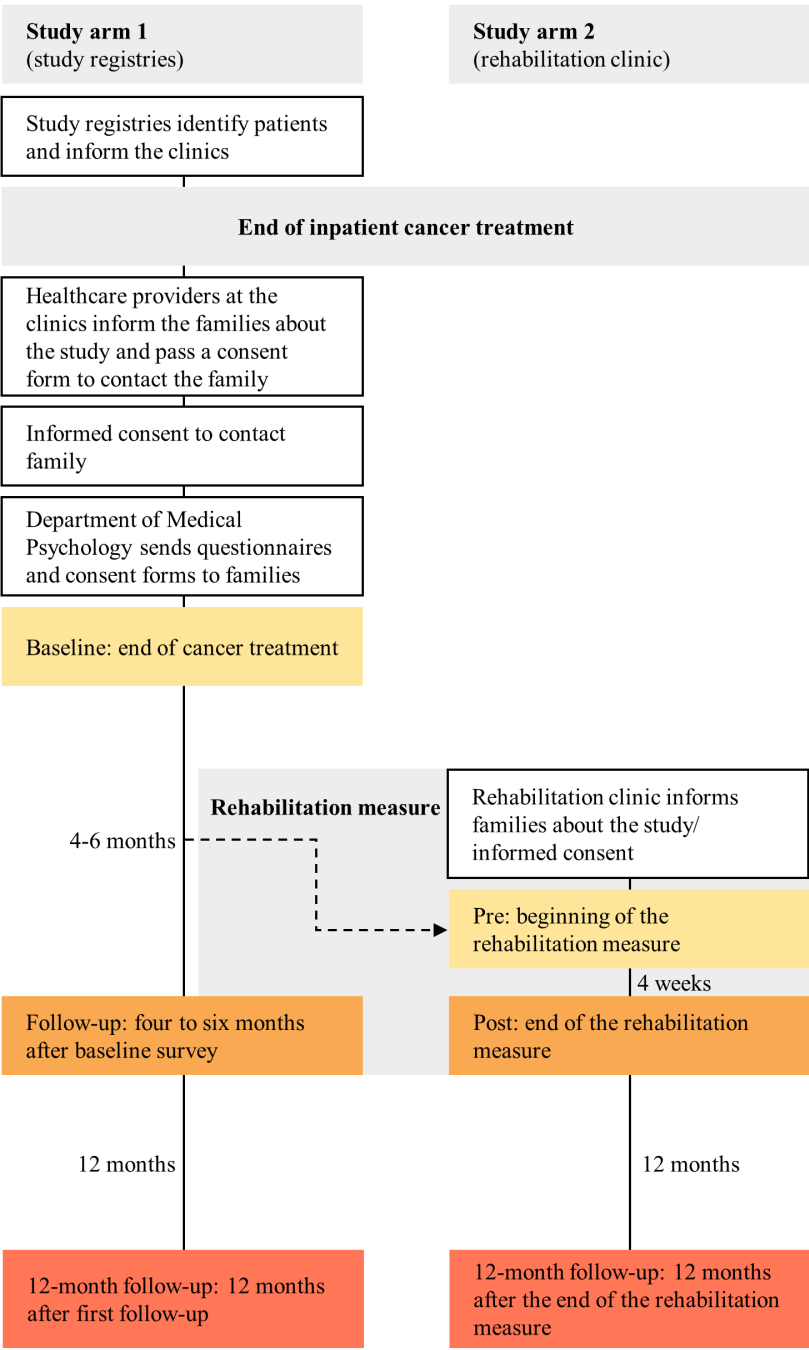 Study arm 1
(study registries)
Study arm 2
(rehabilitation clinic)
Study registries identify patients
and inform the clinics
End of inpatient cancer treatment
Healthcare providers at the
clinics inform the families about
the study and pass a consent
form to contact the family
Informed consent to contact
family
Department of Medical
Psychology sends questionnaires
and consent forms to families
Baseline: end of cancer treatment
4-6 months
Rehabilitation measure
Rehabilitation clinic informs
families about the study/
informed consent
Pre: beginning of the
rehabilitation measure
4 weeks
Follow-up: four to six months
after baseline survey
Post: end of the rehabilitation
measure
12 months
12 months
12-month follow-up: 12 months
after first follow-up
12-month follow-up: 12 months
after the end of the rehabilitation
measure